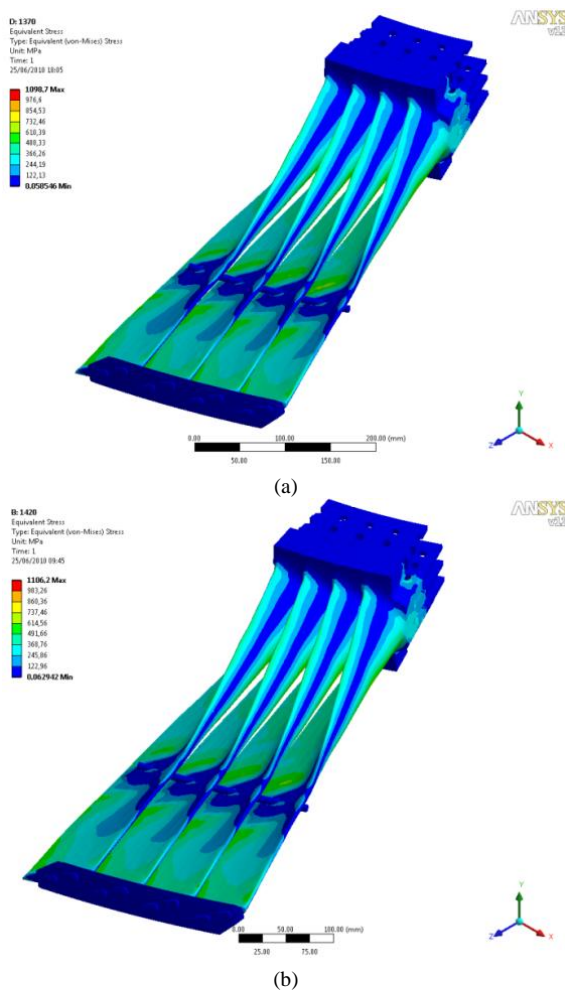 D: 1370
Equivalent Stress
Type: Equivalent (von-Mises) Stress
Unit: MPa
Time: 1
25/06/2018 18:05
1098,7 Max
976,6
854,53
732,46
610,39
488,33
366,26
244,19
122,13
0,058546 Min
ANSYS
0.00 100.00 200.00 (mm)
50.00 150.00
Y
Z X
(a)
B: 1420
Equivalent Stress
Type: Equivalent (von-Mises) Stress
Unit: MPa
Time: 1
25/06/2018 09:45
1106,2 Max
983,26
860,36
737,46
614,56
491,66
368,76
245,86
122,96
0,062942 Min
ANSYS
0.00 50.00 100.00 (mm)
25.00 75.00
Y
Z X
(b)